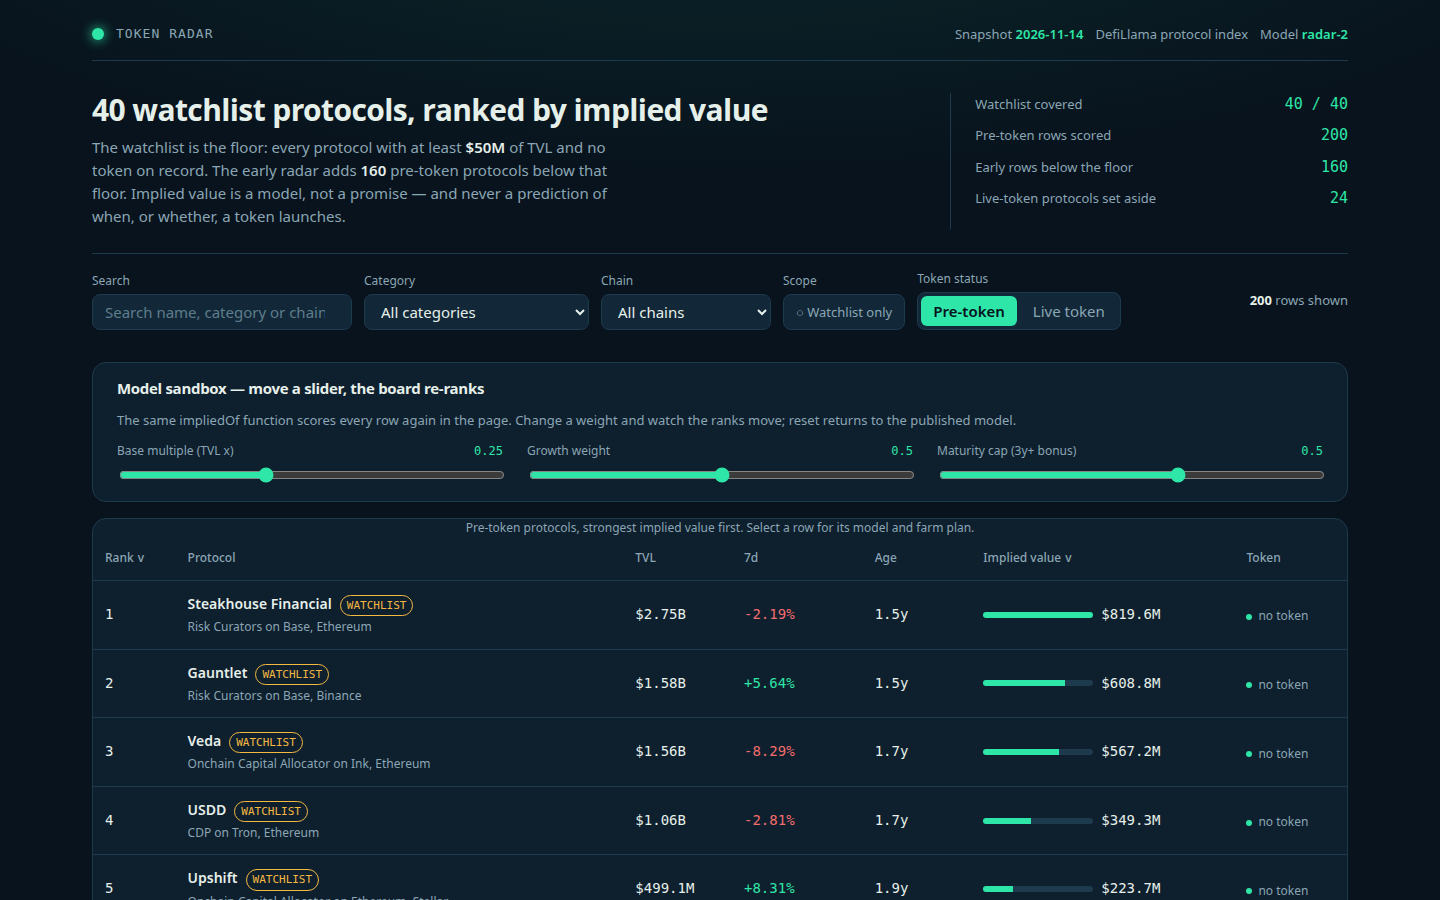 TOKEN RADAR
Snapshot 2026-11-14 DefiLlama protocol index Model radar-2
40 watchlist protocols, ranked by implied value
The watchlist is the floor: every protocol with at least $50M of TVL and no
token on record. The early radar adds 160 pre-token protocols below that
floor. Implied value is a model, not a promise — and never a prediction of
when, or whether, a token launches.
Watchlist covered 40 / 40
Pre-token rows scored 200
Early rows below the floor 160
Live-token protocols set aside 24
Search Category Chain Scope Token status
Search name, category or chain All categories All chains ○ Watchlist only Pre-token Live token
200 rows shown
Model sandbox — move a slider, the board re-ranks
The same impliedOf function scores every row again in the page. Change a weight and watch the ranks move; reset returns to the published model.
Base multiple (TVL x) 0.25 Growth weight 0.5 Maturity cap (3y+ bonus) 0.5
Pre-token protocols, strongest implied value first. Select a row for its model and farm plan.
Rank v Protocol TVL 7d Age Implied value v Token
1 Steakhouse Financial WATCHLIST $2.75B -2.19% 1.5y $819.6M no token
Risk Curators on Base, Ethereum
2 Gauntlet WATCHLIST $1.58B +5.64% 1.5y $608.8M no token
Risk Curators on Base, Binance
3 Veda WATCHLIST $1.56B -8.29% 1.7y $567.2M no token
Onchain Capital Allocator on Ink, Ethereum
4 USDD WATCHLIST $1.06B -2.81% 1.7y $349.3M no token
CDP on Tron, Ethereum
5 Upshift WATCHLIST $499.1M +8.31% 1.9y $223.7M no token